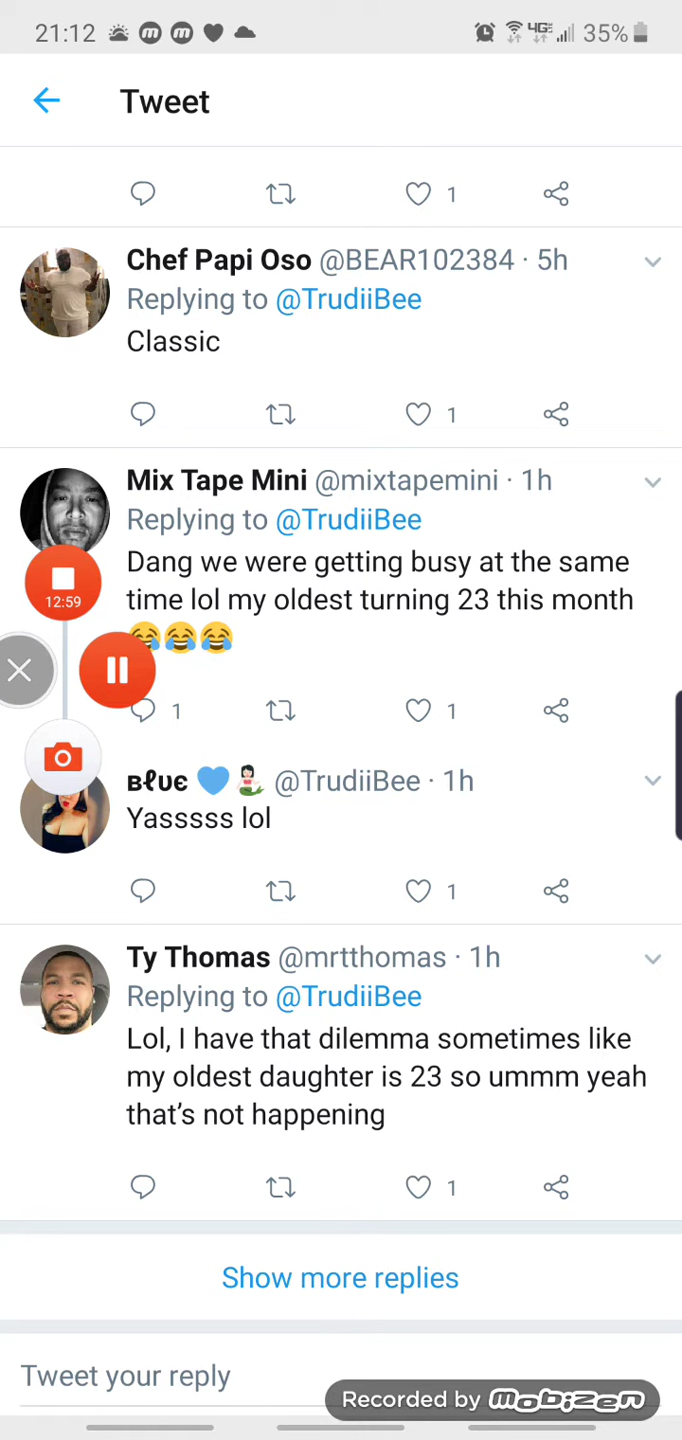 21:12 35%
Tweet
1
Chef Papi Oso @BEAR102384 · 5h
Replying to @TrudiiBee
Classic
1
Mix Tape Mini @mixtapemini · 1h
Replying to @TrudiiBee
Dang we were getting busy at the same
time lol my oldest turning 23 this month
😂😂😂
12:59
1 1
вℓυє 💙🧜🏻‍♀️ @TrudiiBee · 1h
Yasssss lol
1
Ty Thomas @mrtthomas · 1h
Replying to @TrudiiBee
Lol, I have that dilemma sometimes like
my oldest daughter is 23 so ummm yeah
that's not happening
1
Show more replies
Tweet your reply
Recorded by mobizen